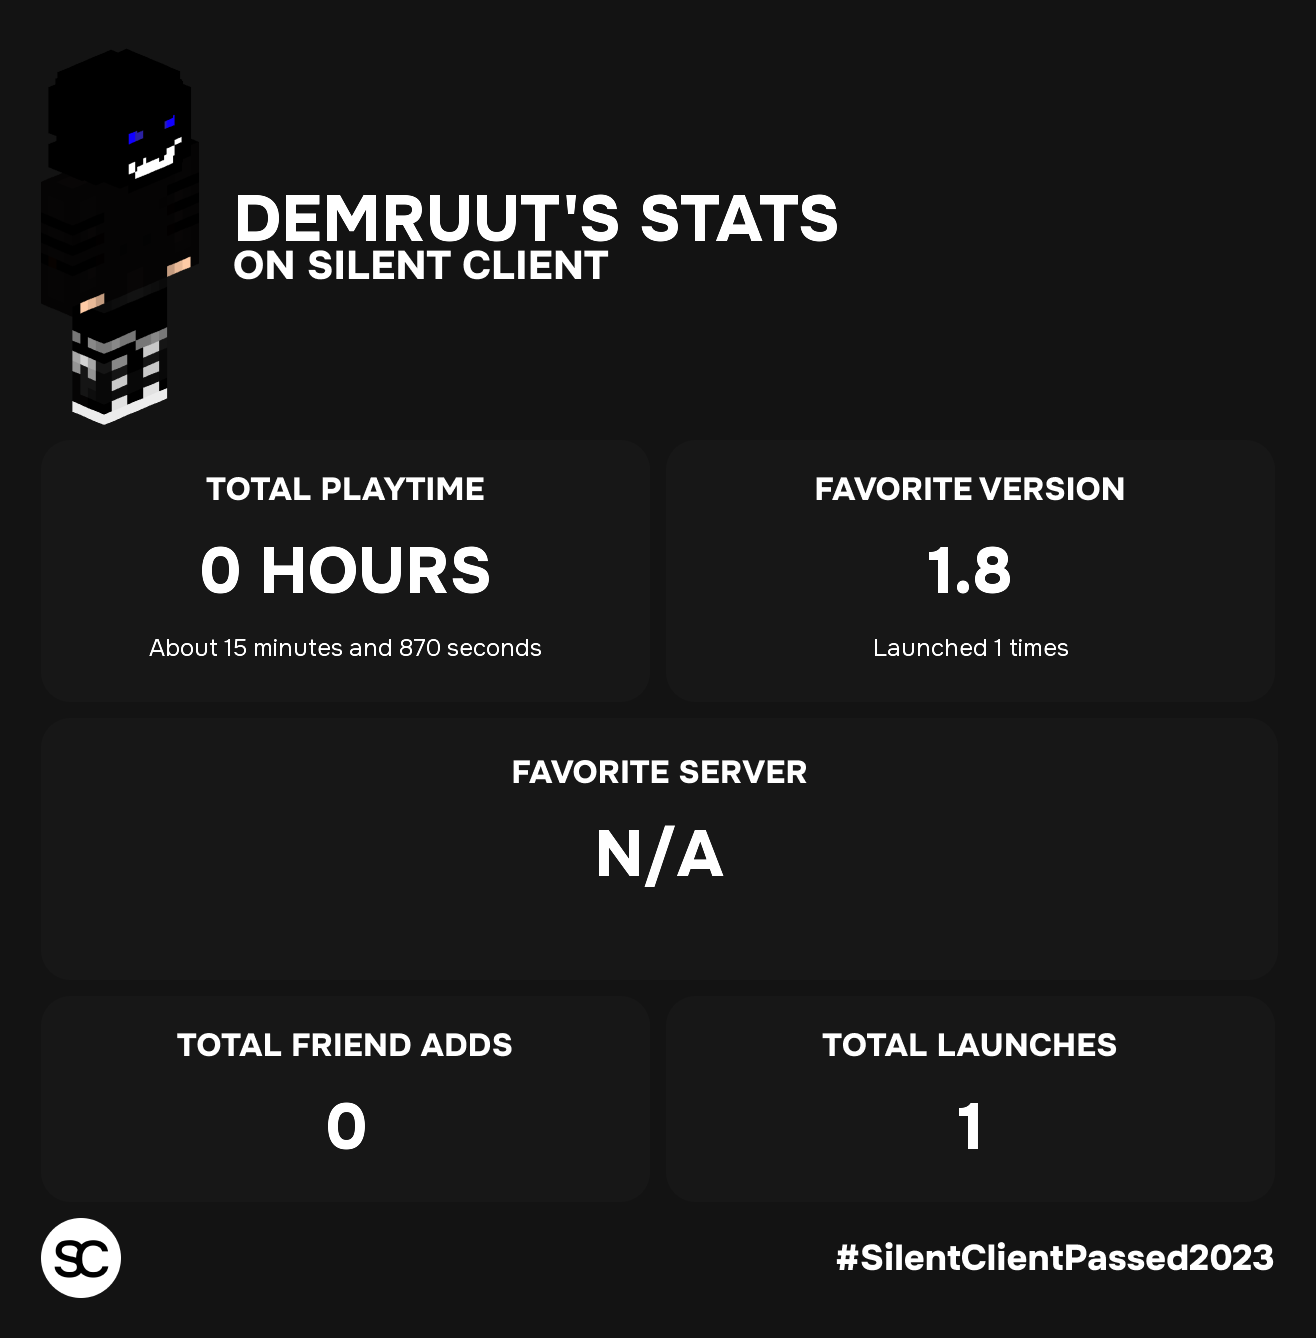 DEMRUUT'S STATS
ON SILENT CLIENT
TOTAL PLAYTIME
0 HOURS
About 15 minutes and 870 seconds
FAVORITE VERSION
1.8
Launched 1 times
FAVORITE SERVER
N/A
TOTAL FRIEND ADDS
0
TOTAL LAUNCHES
1
SC
#SilentClientPassed2023